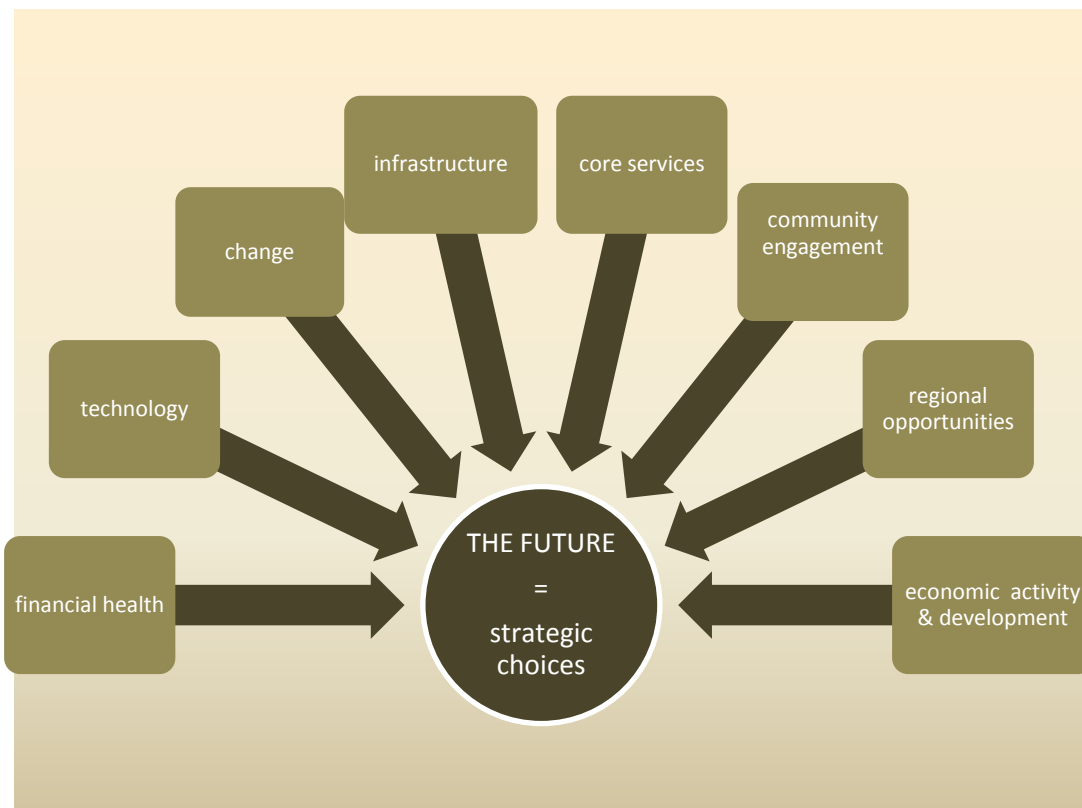 infrastructure
core services
change
community
engagement
technology
regional
opportunities
financial health
THE FUTURE
=
strategic
choices
economic activity
& development